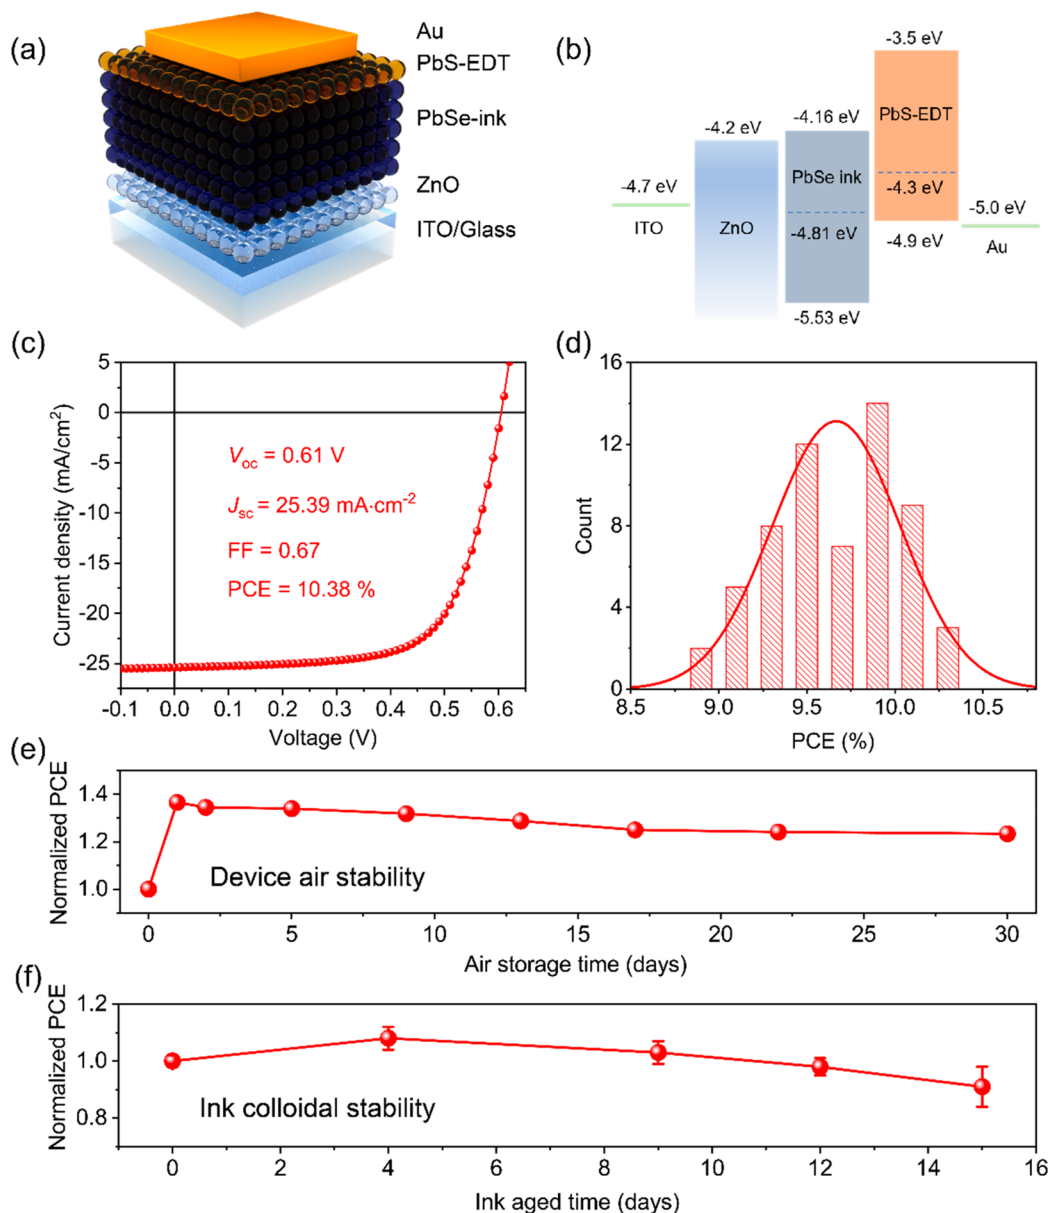 (a)
Au
PbS-EDT
PbSe-ink
ZnO
ITO/Glass
(b)
-3.5 eV
PbS-EDT
-4.3 eV
-4.9 eV
-4.16 eV
PbSe ink
-4.81 eV
-5.53 eV
-4.2 eV
ZnO
-4.7 eV
ITO
-5.0 eV
Au
(c)
5
0
-5
-10
-15
-20
-25
Current density (mA/cm²)
Voc = 0.61 V
Jsc = 25.39 mA·cm⁻²
FF = 0.67
PCE = 10.38 %
-0.1 0.0 0.1 0.2 0.3 0.4 0.5 0.6
Voltage (V)
(d)
16
12
8
4
0
Count
8.5 9.0 9.5 10.0 10.5
PCE (%)
(e)
Normalized PCE
1.4
1.2
1.0
Device air stability
0 5 10 15 20 25 30
Air storage time (days)
(f)
Normalized PCE
1.2
1.0
0.8
Ink colloidal stability
0 2 4 6 8 10 12 14 16
Ink aged time (days)